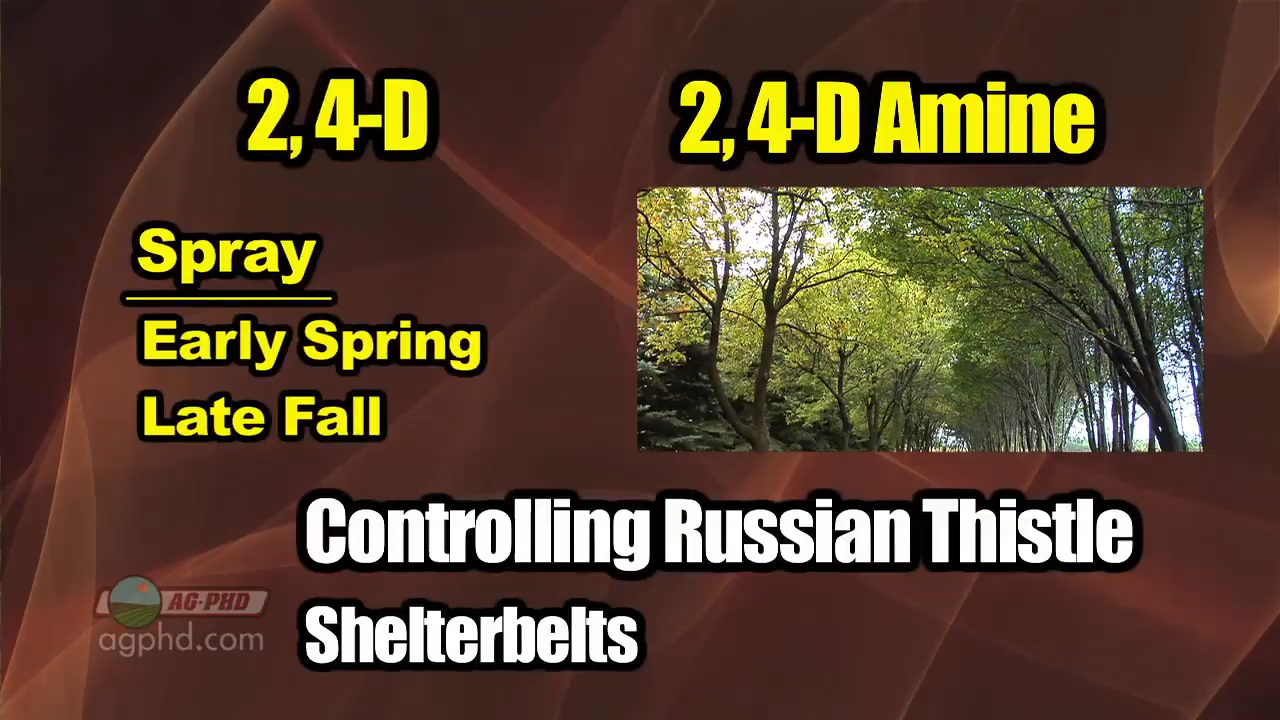 2, 4-D
2, 4-D Amine
Spray
Early Spring
Late Fall
Controlling Russian Thistle
Shelterbelts
AG-PHD
agphd.com